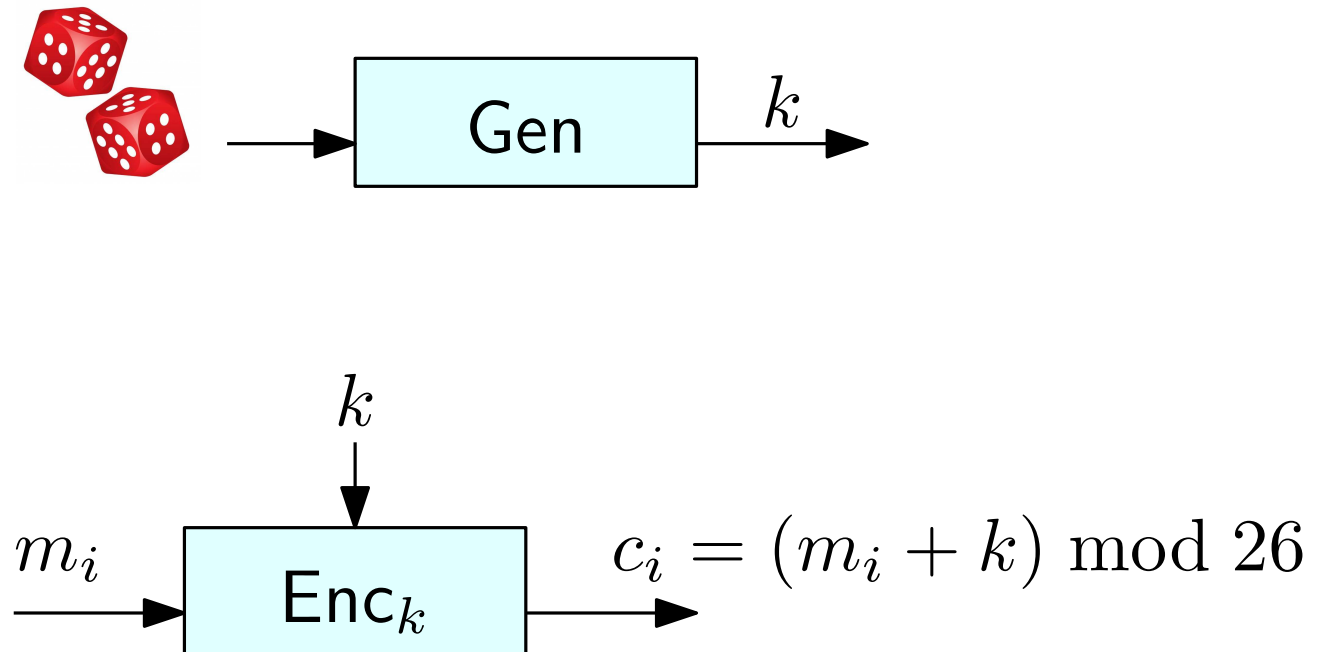 Gen
k
k
m_i
c_i = (m_i + k) mod 26
Enc_k